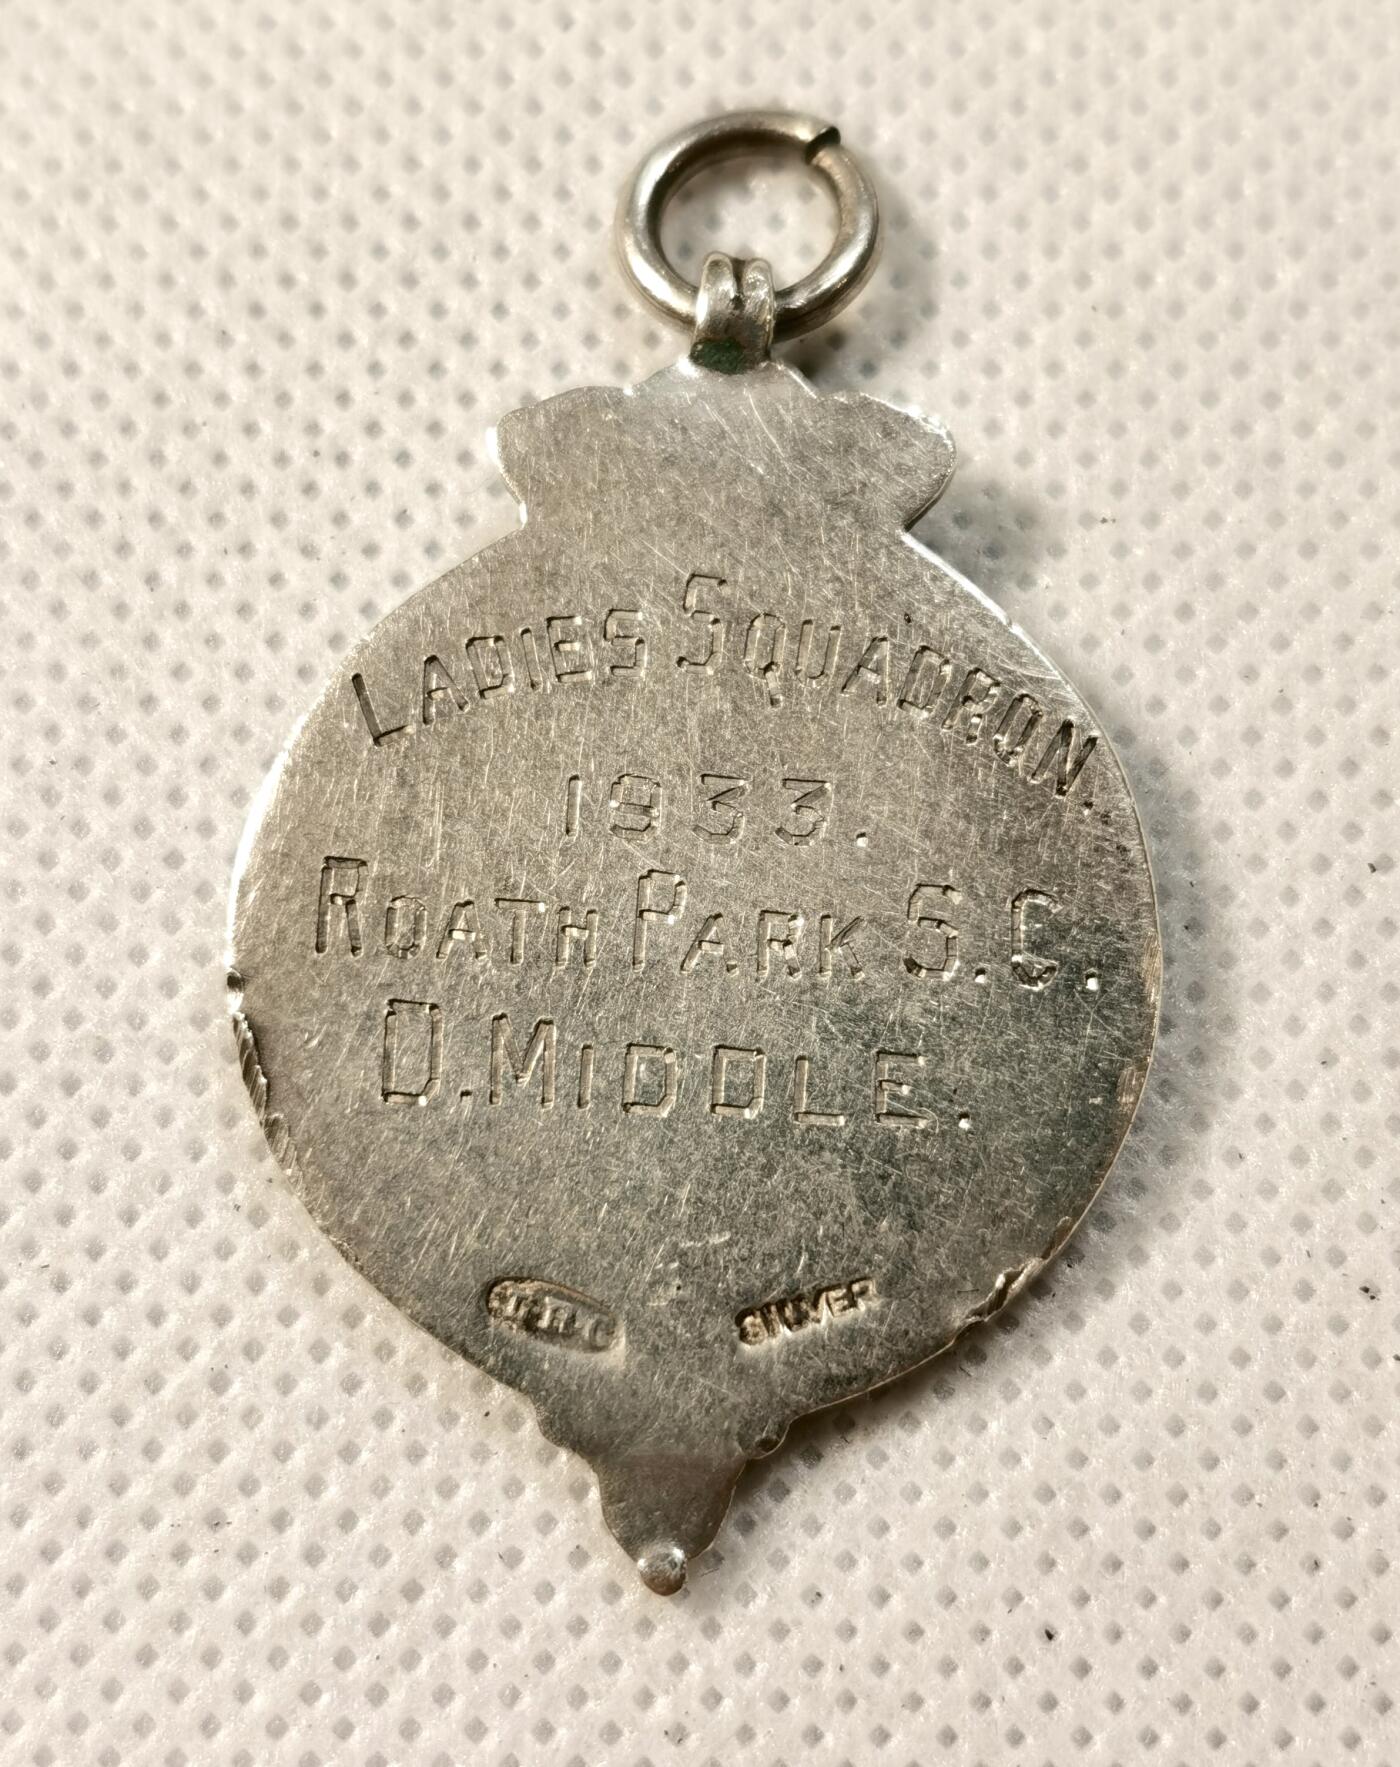 LADIES SQUADRON.
1933.
ROATH PARK S.C.
D. MIDDLE.
SILVER